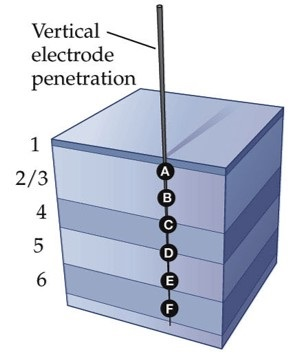 Vertical
electrode
penetration
1
2/3
4
5
6
A
B
C
D
E
F